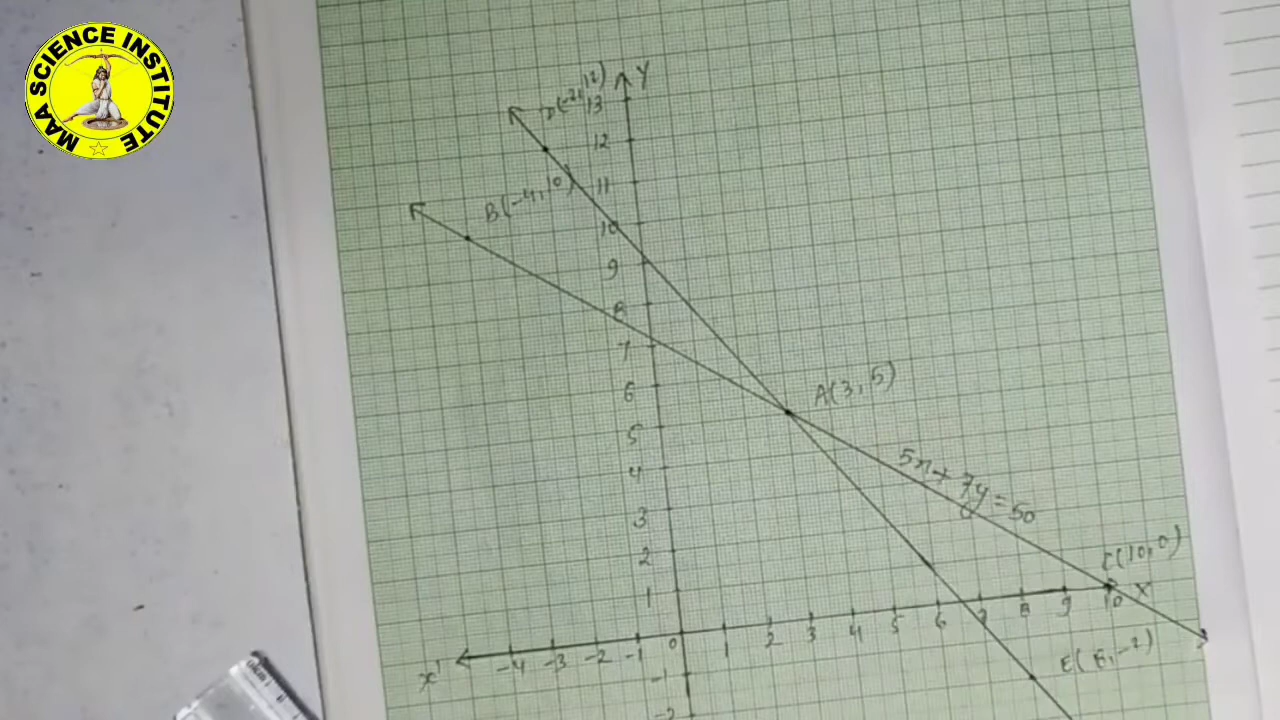 MAA SCIENCE INSTITUTE
Y
D(-2, 12)
13
12
B(-4, 10)
11
10
9
8
7
6
A(3, 5)
5
4
5x + 7y = 50
3
2
C(10, 0)
1
X' -4 -3 -2 -1 0 1 2 3 4 5 6 7 8 9 10 X
-1
E(8, -2)
-2